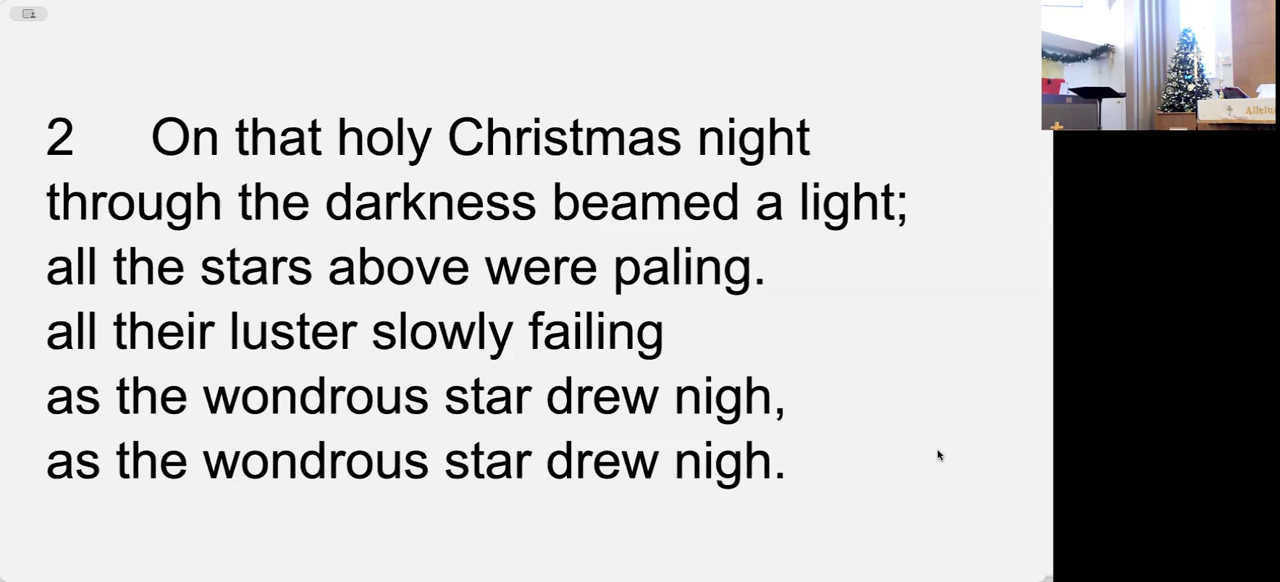 2 On that holy Christmas night
through the darkness beamed a light;
all the stars above were paling.
all their luster slowly failing
as the wondrous star drew nigh,
as the wondrous star drew nigh.